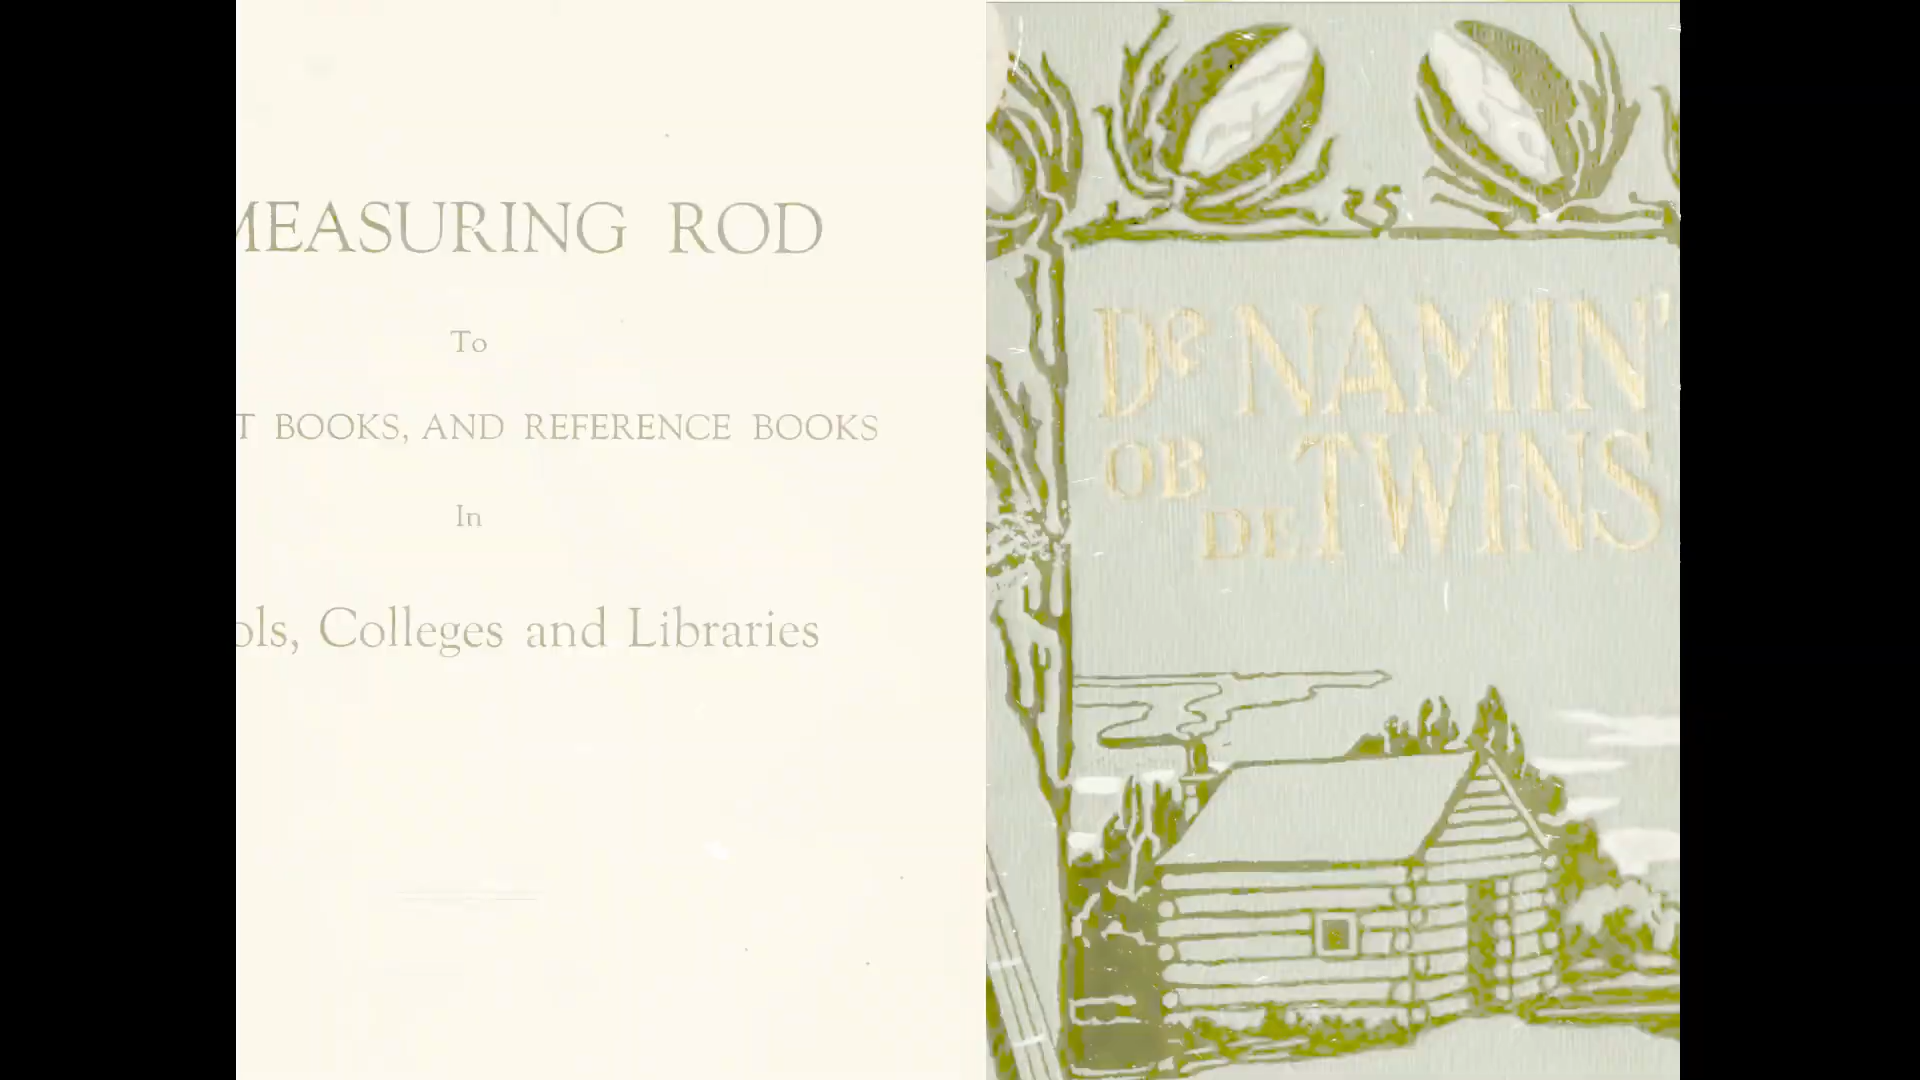 MEASURING ROD
To
T BOOKS, AND REFERENCE BOOKS
In
ols, Colleges and Libraries
De NAMIN'
OB
DE TWINS